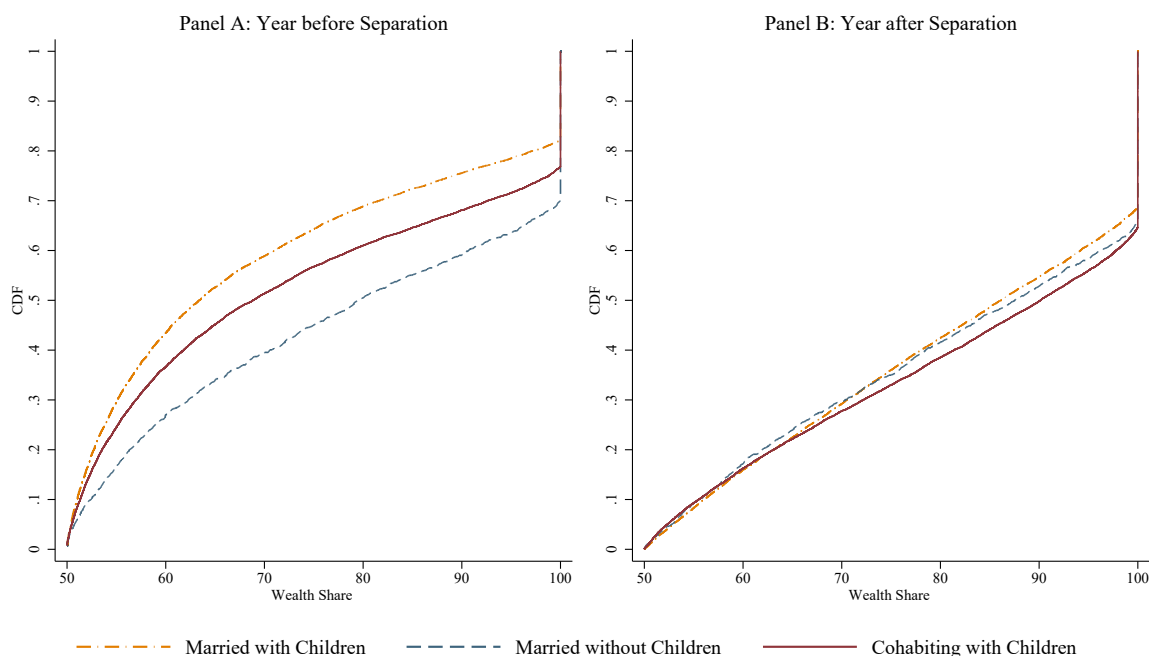 Panel A: Year before Separation
1
.9
.8
.7
.6
.5
.4
.3
.2
.1
0
CDF
50 60 70 80 90 100
Wealth Share
Panel B: Year after Separation
1
.9
.8
.7
.6
.5
.4
.3
.2
.1
0
CDF
50 60 70 80 90 100
Wealth Share
Married with Children Married without Children Cohabiting with Children